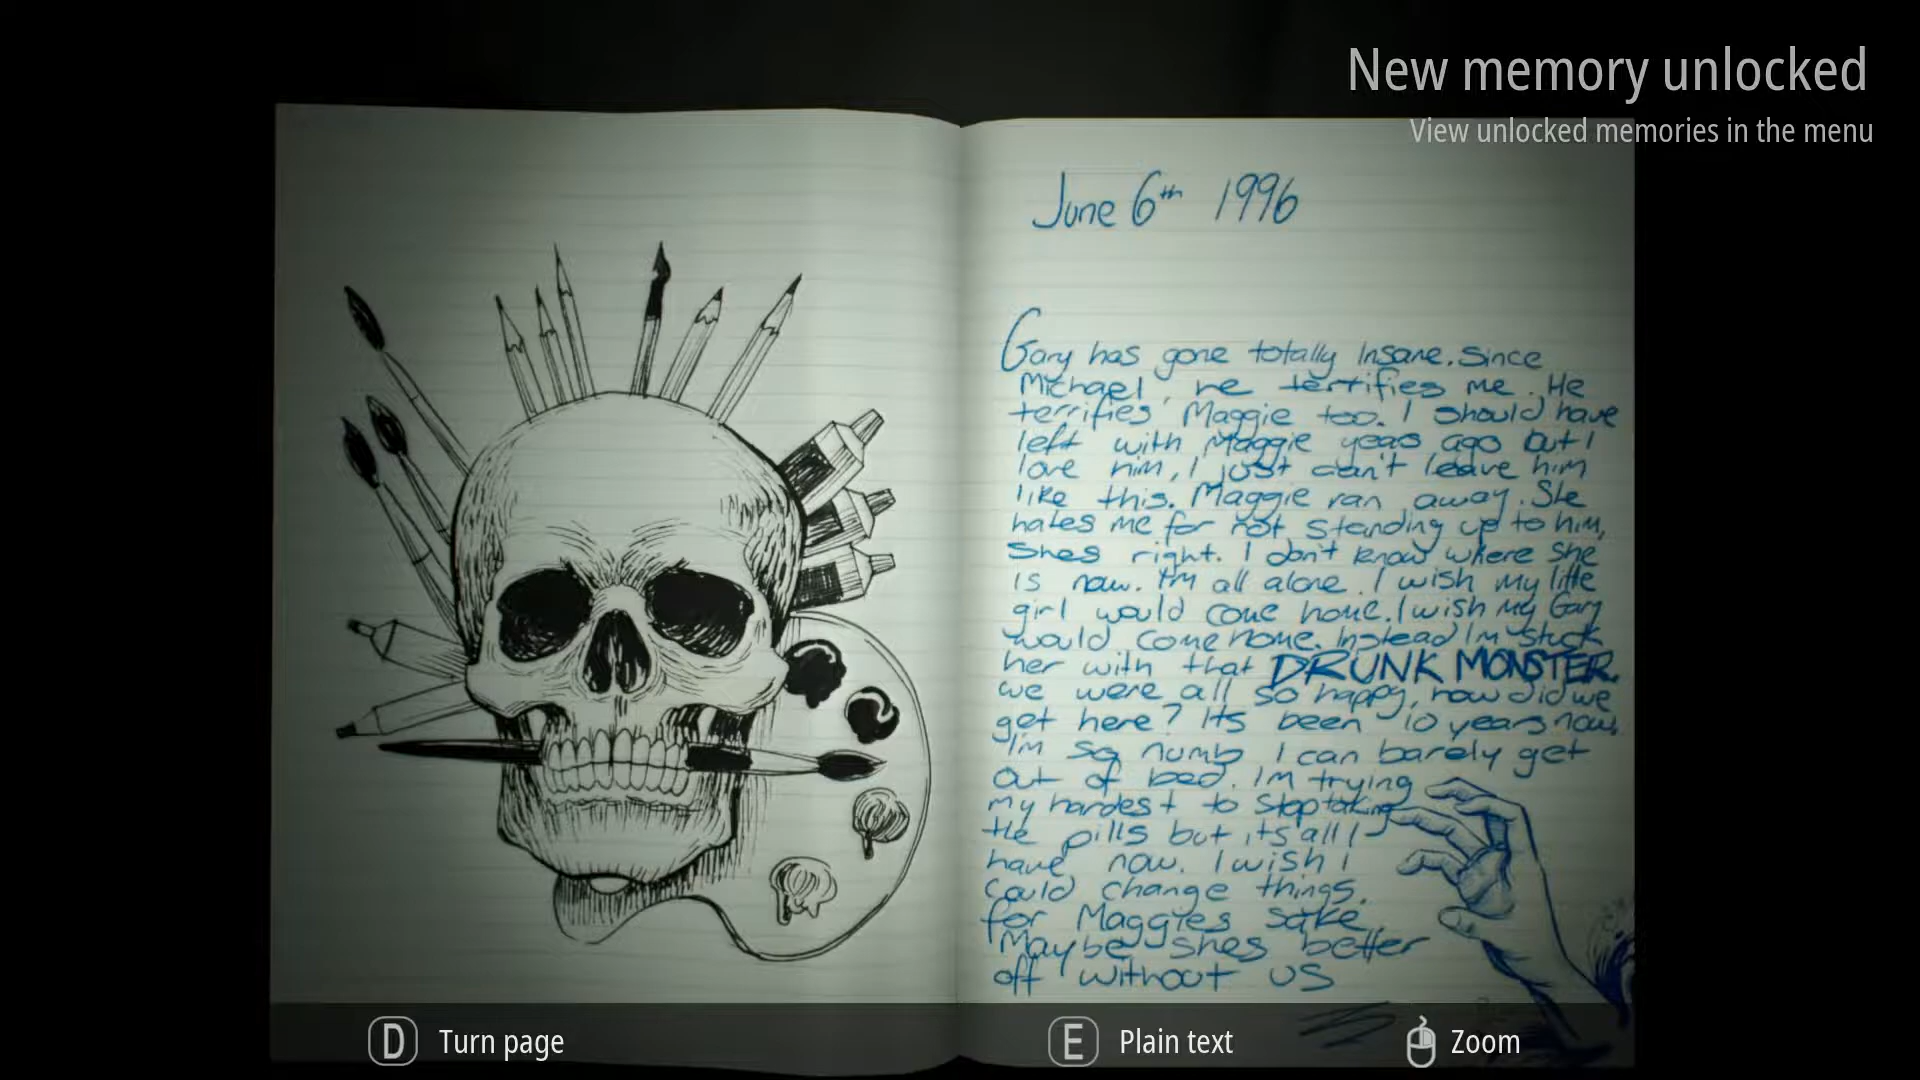 New memory unlocked
View unlocked memories in the menu
June 6th 1996
Gary has gone totally Insane. Since
Michael, he terrifies me. He
terrifies Maggie too. I should have
left with Maggie years ago but I
love him, I just can't leave him
like this. Maggie ran away. She
hates me for not standing up to him,
shes right. I don't know where she
is now. I'm all alone. I wish my little
girl would come home. I wish my Gary
would come home. Instead Im stuck
her with that DRUNK MONSTER.
we were all so happy, how did we
get here? Its been 10 years now.
I'm so numb I can barely get
out of bed. Im trying
my hardest to stop taking
the pills but it's all I
have now. I wish I
could change things.
for Maggies sake.
Maybe shes better
off without us
D Turn page
E Plain text
Zoom